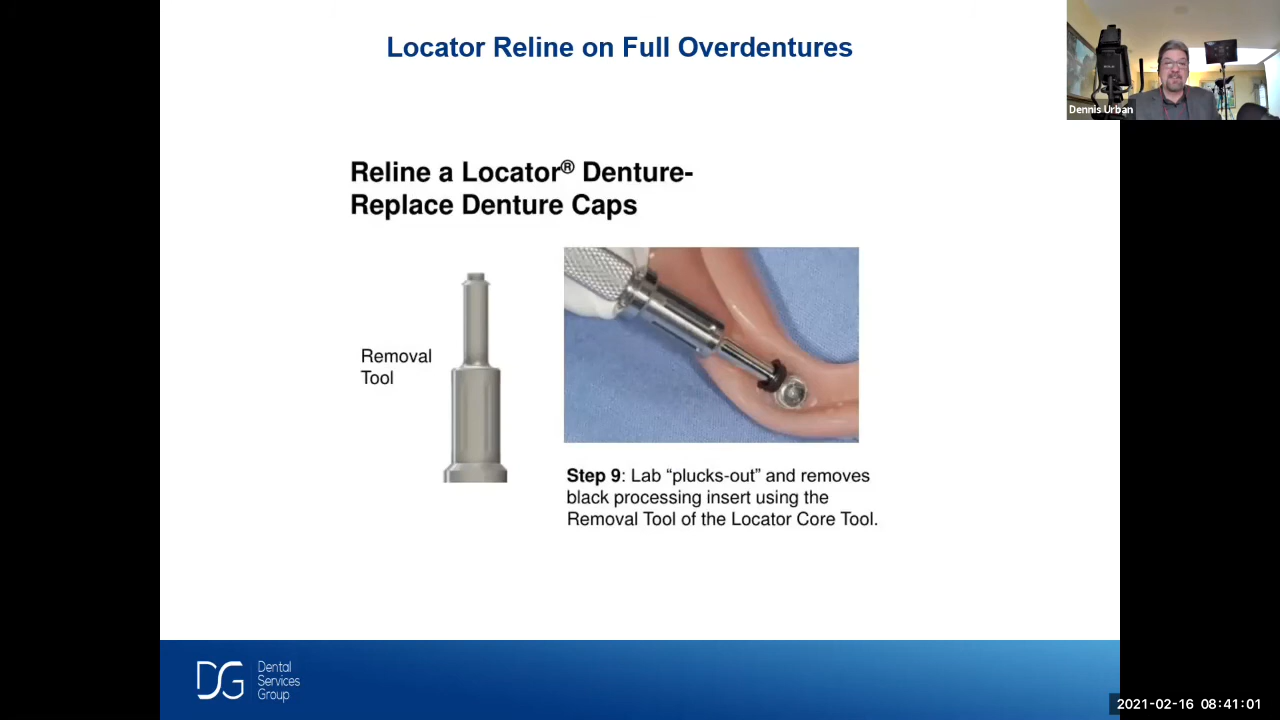 Locator Reline on Full Overdentures
Dennis Urban
Reline a Locator® Denture-
Replace Denture Caps
Removal
Tool
Step 9: Lab “plucks-out” and removes
black processing insert using the
Removal Tool of the Locator Core Tool.
DSG
Dental
Services
Group
2021-02-16 08:41:01